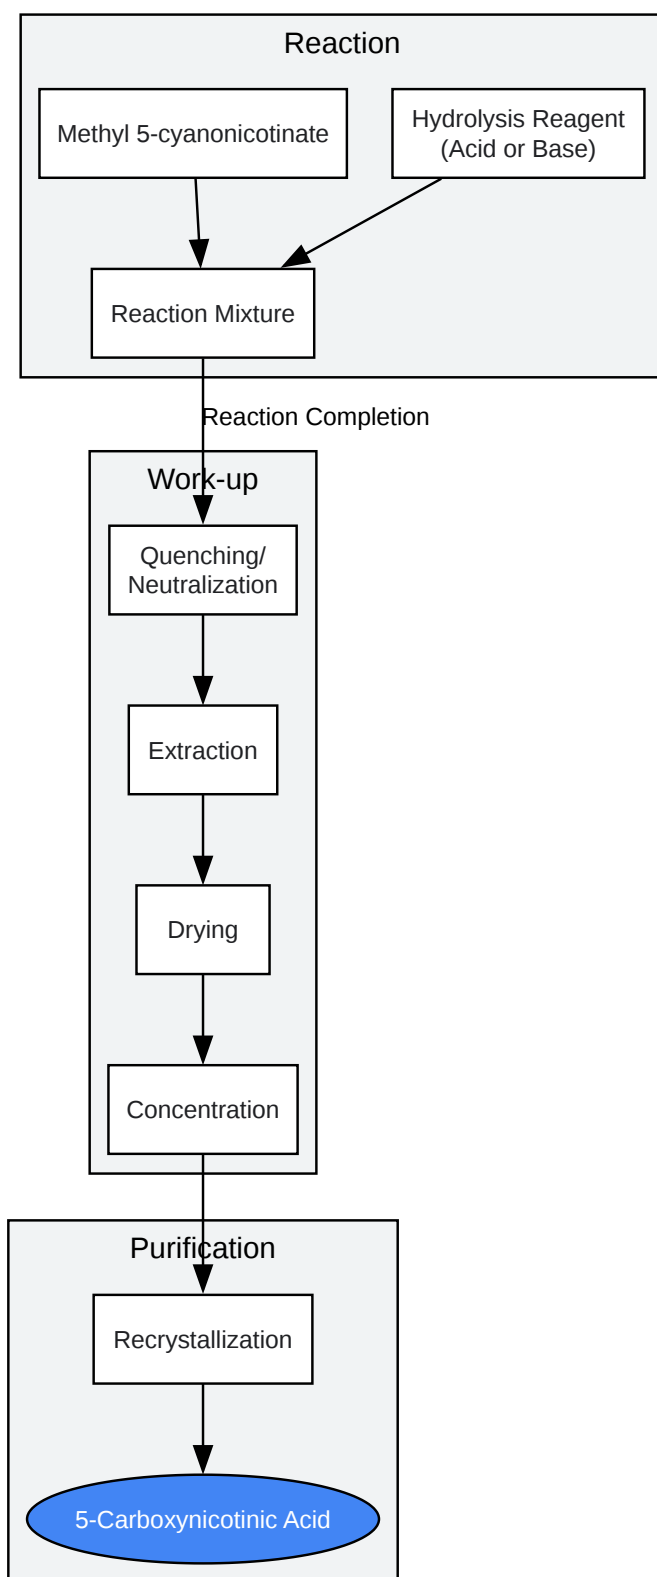 Reaction
Methyl 5-cyanonicotinate
Hydrolysis Reagent
(Acid or Base)
Reaction Mixture
Reaction Completion
Work-up
Quenching/
Neutralization
Extraction
Drying
Concentration
Purification
Recrystallization
5-Carboxynicotinic Acid